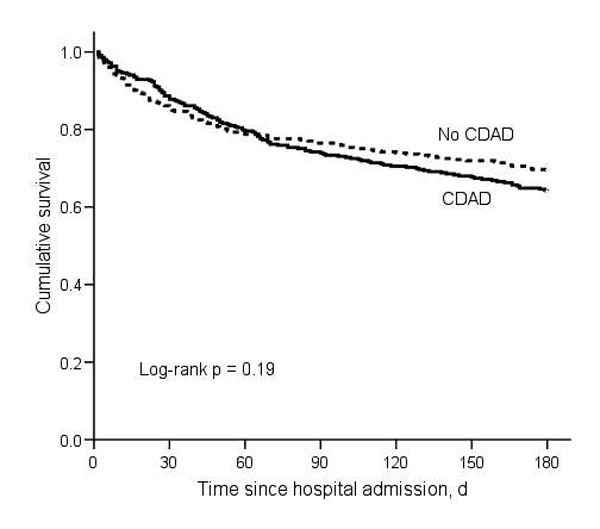 1.0
0.8
0.6
0.4
0.2
0.0
Cumulative survival
No CDAD
CDAD
Log-rank p = 0.19
0 30 60 90 120 150 180
Time since hospital admission, d